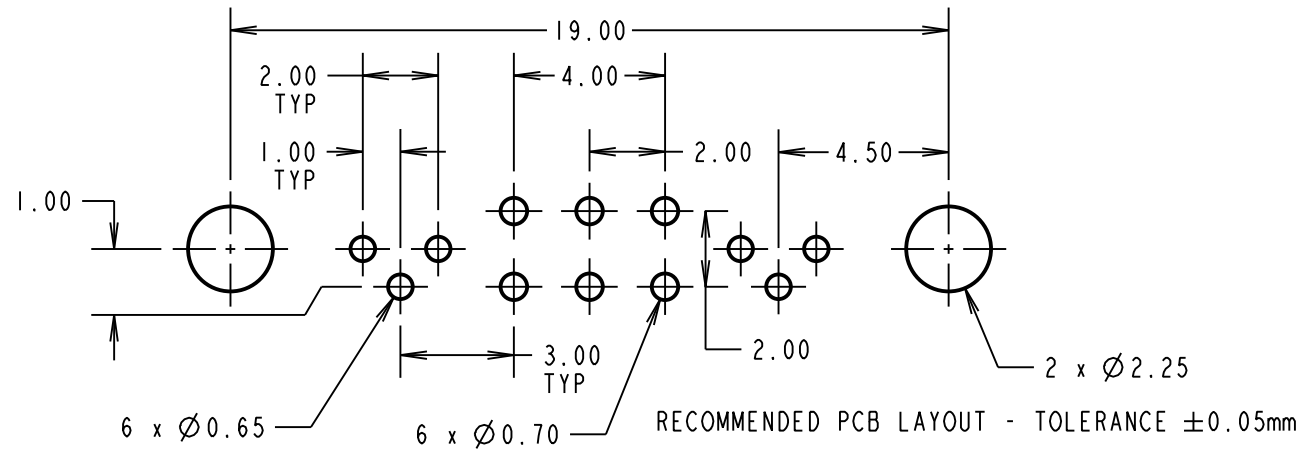 19.00
2.00
TYP
4.00
1.00
TYP
2.00
4.50
1.00
3.00
TYP
2.00
2 x Ø2.25
6 x Ø0.65
6 x Ø0.70
RECOMMENDED PCB LAYOUT - TOLERANCE ±0.05mm